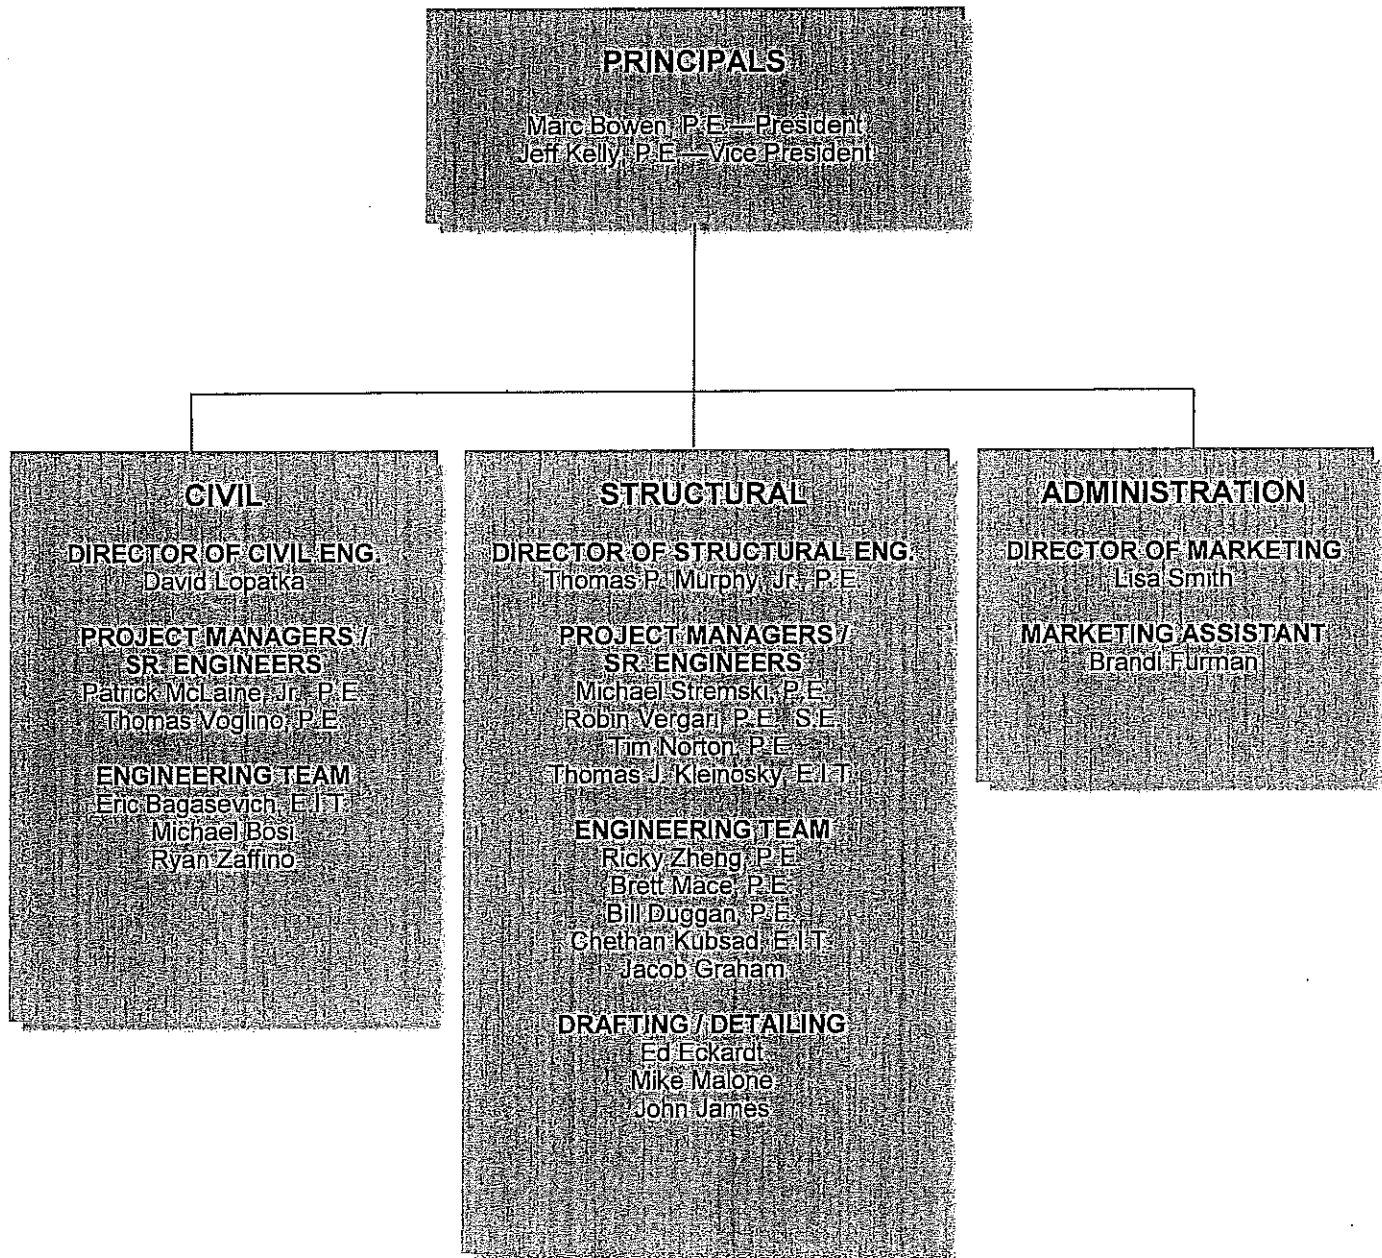 PRINCIPALS
Marc Bowen, P.E.—President
Jeff Kelly, P.E.—Vice President
CIVIL
DIRECTOR OF CIVIL ENG.
David Lopatka
PROJECT MANAGERS /
SR. ENGINEERS
Patrick McLaine, Jr., P.E.
Thomas Voglino, P.E.
ENGINEERING TEAM
Eric Bagasevich, E.I.T.
Michael Bosi
Ryan Zaffino
STRUCTURAL
DIRECTOR OF STRUCTURAL ENG.
Thomas P. Murphy, Jr., P.E.
PROJECT MANAGERS /
SR. ENGINEERS
Michael Stremski, P.E.
Robin Vergari, P.E., S.E.
Tim Norton, P.E.
Thomas J. Kleinosky, E.I.T.
ENGINEERING TEAM
Ricky Zheng, P.E.
Brett Mace, P.E.
Bill Duggan, P.E.
Chethan Kubsad, E.I.T.
Jacob Graham
DRAFTING / DETAILING
Ed Eckardt
Mike Malone
John James
ADMINISTRATION
DIRECTOR OF MARKETING
Lisa Smith
MARKETING ASSISTANT
Brandi Furman